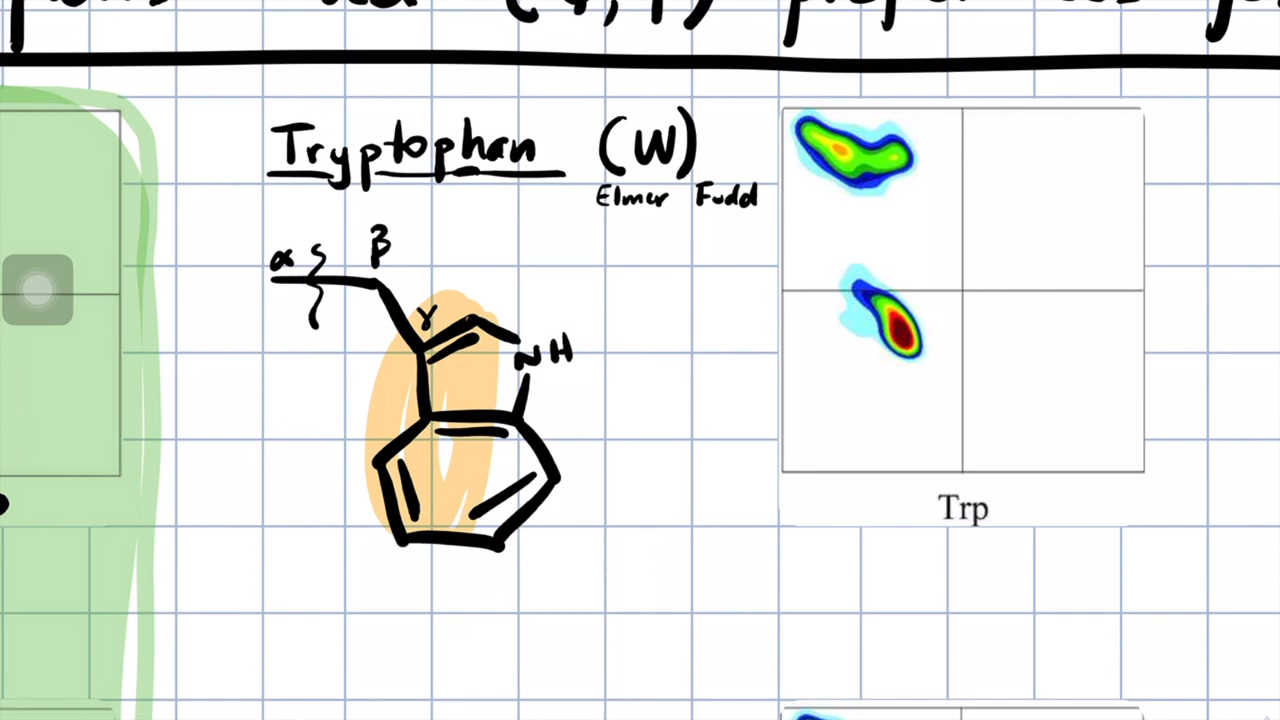 Tryptophan (W)
Elmer Fudd
α β
γ
NH
Trp